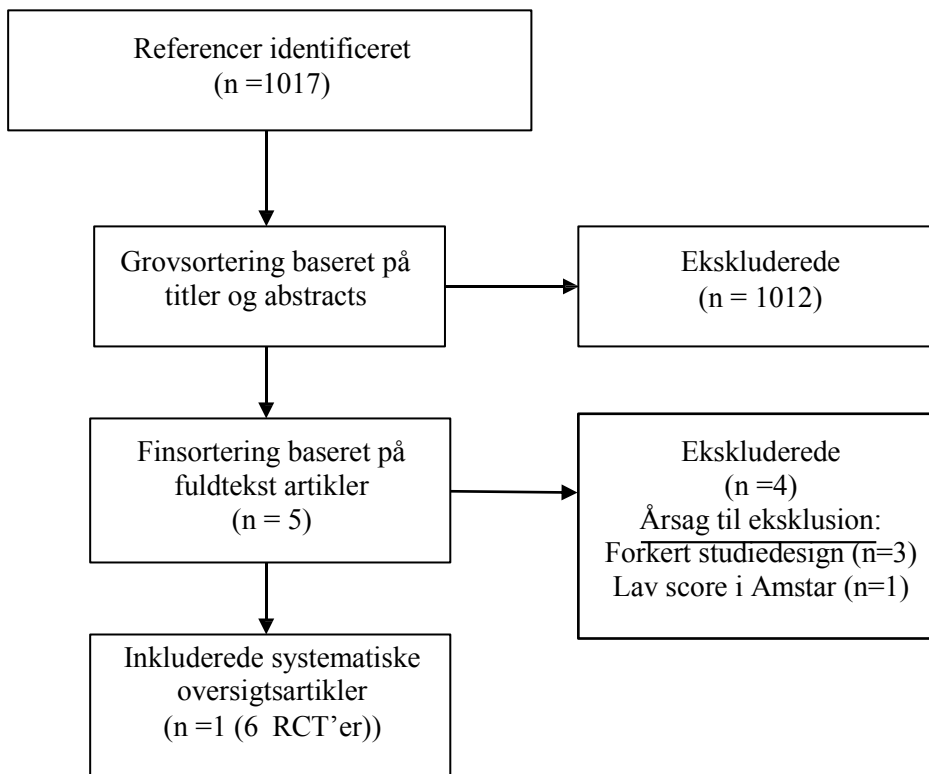 Referencer identificeret
(n =1017)
Grovsortering baseret på
titler og abstracts
Ekskluderede
(n = 1012)
Finsortering baseret på
fuldtekst artikler
(n = 5)
Ekskluderede
(n =4)
Årsag til eksklusion:
Forkert studiedesign (n=3)
Lav score i Amstar (n=1)
Inkluderede systematiske
oversigtsartikler
(n =1 (6 RCT’er))